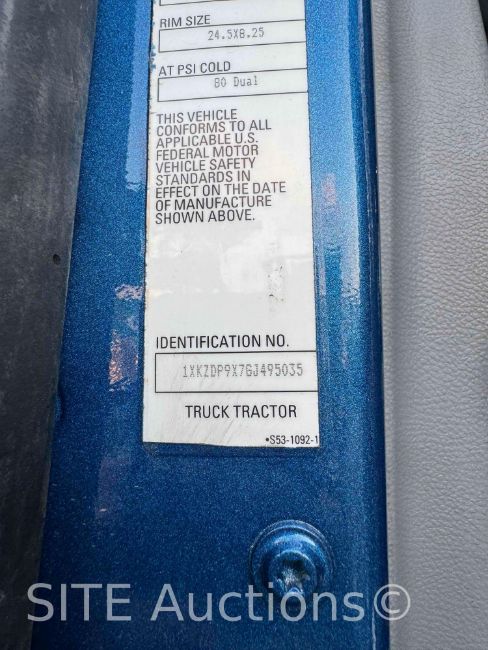 RIM SIZE
24.5X8.25
AT PSI COLD
80 Dual
THIS VEHICLE
CONFORMS TO ALL
APPLICABLE U.S.
FEDERAL MOTOR
VEHICLE SAFETY
STANDARDS IN
EFFECT ON THE DATE
OF MANUFACTURE
SHOWN ABOVE.
IDENTIFICATION NO.
1XKZDP9X7GJ495035
TRUCK TRACTOR
•S53-1092-1
SITE Auctions©